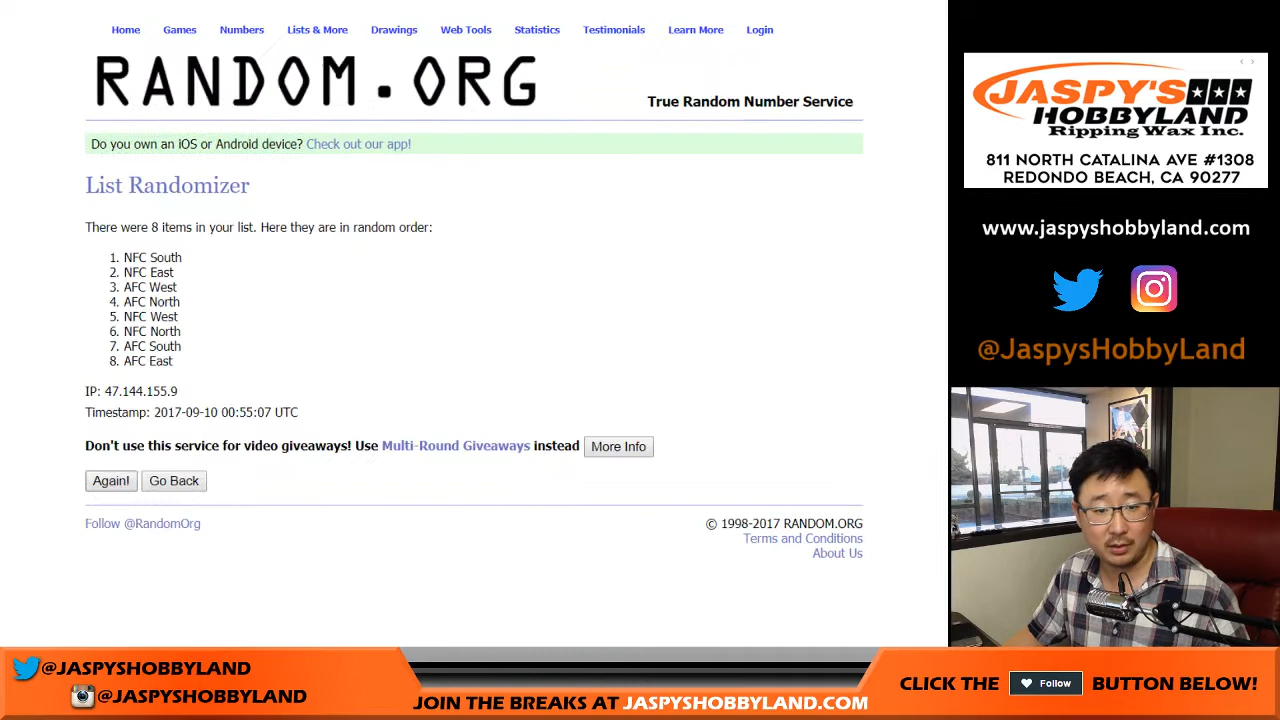 Home Games Numbers Lists & More Drawings Web Tools Statistics Testimonials Learn More Login
RANDOM.ORG
True Random Number Service
Do you own an iOS or Android device? Check out our app!
List Randomizer
There were 8 items in your list. Here they are in random order:
1. NFC South
2. NFC East
3. AFC West
4. AFC North
5. NFC West
6. NFC North
7. AFC South
8. AFC East
IP: 47.144.155.9
Timestamp: 2017-09-10 00:55:07 UTC
Don't use this service for video giveaways! Use Multi-Round Giveaways instead More Info
Again! Go Back
Follow @RandomOrg
© 1998-2017 RANDOM.ORG
Terms and Conditions
About Us
JASPY'S
HOBBYLAND
Ripping Wax Inc.
811 NORTH CATALINA AVE #1308
REDONDO BEACH, CA 90277
www.jaspyshobbyland.com
@JaspysHobbyLand
@JASPYSHOBBYLAND
@JASPYSHOBBYLAND
JOIN THE BREAKS AT JASPYSHOBBYLAND.COM
CLICK THE Follow BUTTON BELOW!